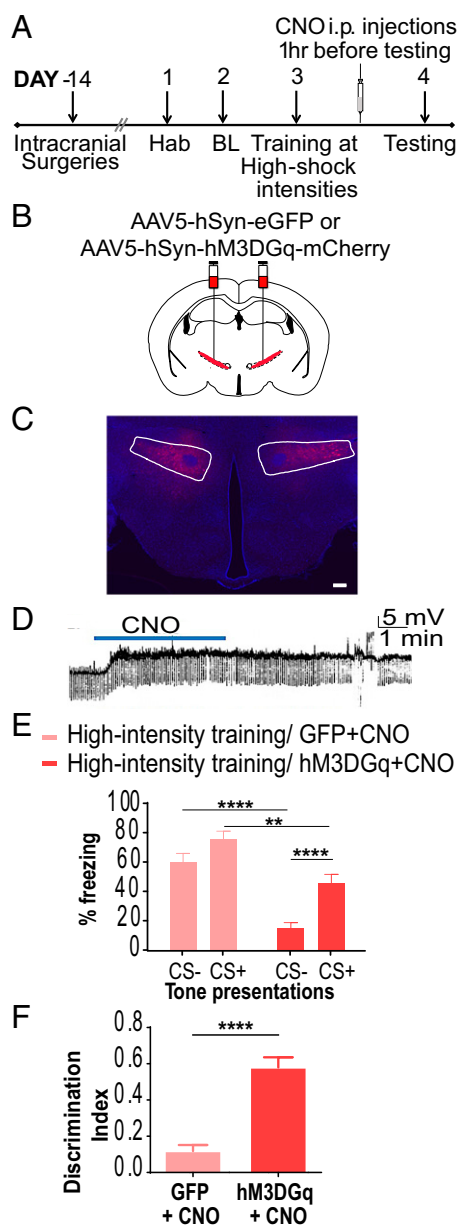 A
CNO i.p. injections
1hr before testing
DAY -14 1 2 3 4
Intracranial Surgeries
Hab
BL
Training at High-shock intensities
Testing
B
AAV5-hSyn-eGFP or
AAV5-hSyn-hM3DGq-mCherry
C
D
CNO
5 mV
1 min
E
High-intensity training/ GFP+CNO
High-intensity training/ hM3DGq+CNO
% freezing
100
80
60
40
20
0
****
**
****
CS- CS+ CS- CS+
Tone presentations
F
Discrimination
Index
0.8
0.6
0.4
0.2
0.0
****
GFP + CNO
hM3DGq + CNO